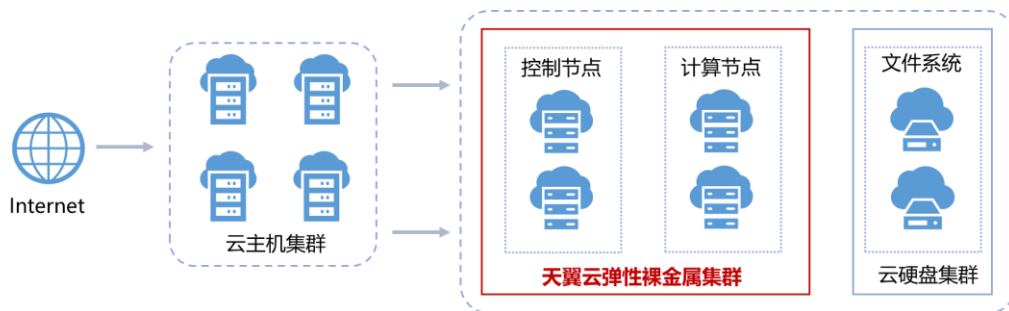 Internet
云主机集群
控制节点
计算节点
天翼云弹性裸金属集群
文件系统
云硬盘集群